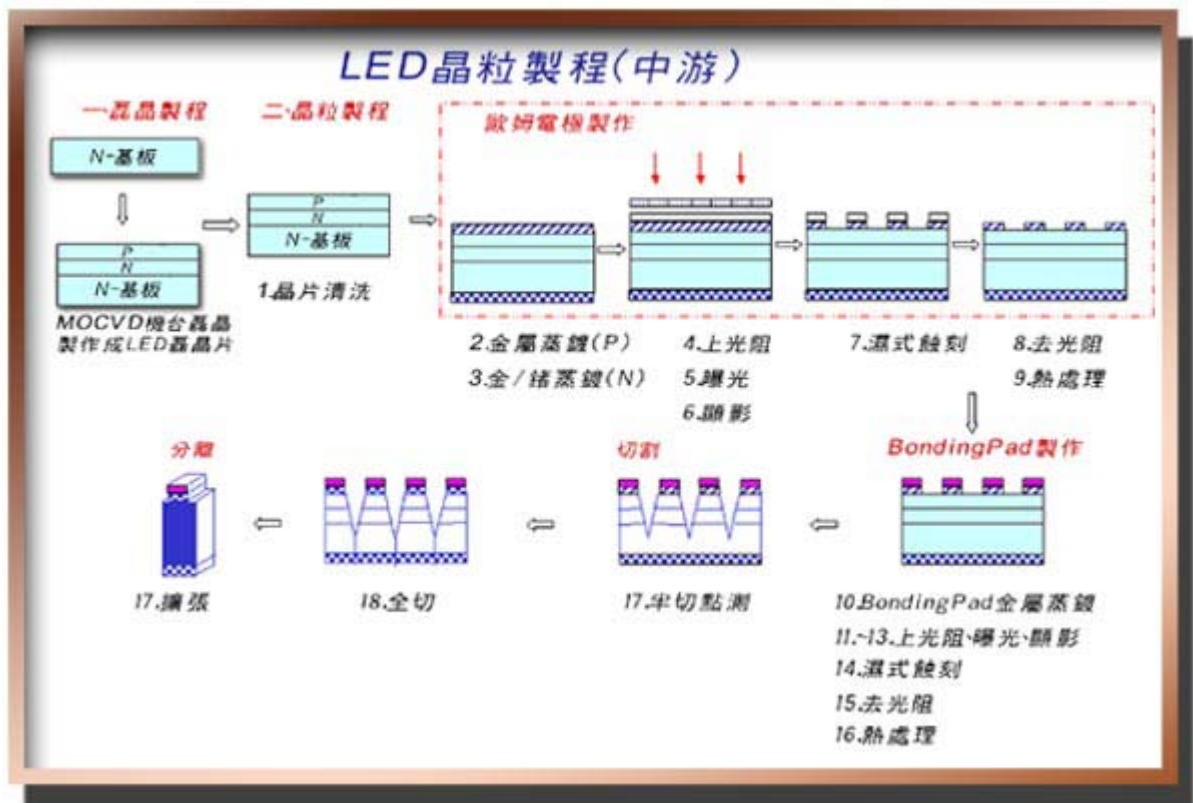 LED晶粒製程(中游)
一、磊晶製程
二、晶粒製程
歐姆電極製作
N-基板
P
N
N-基板
MOCVD機台磊晶
製作成LED磊晶片
P
N
N-基板
1.晶片清洗
2.金屬蒸鍍(P)
3.金/鍺蒸鍍(N)
4.上光阻
5.曝光
6.顯影
7.濕式蝕刻
8.去光阻
9.熱處理
分離
切割
BondingPad製作
17.擴張
18.全切
17.半切點測
10.BondingPad金屬蒸鍍
11.~13.上光阻、曝光、顯影
14.濕式蝕刻
15.去光阻
16.熱處理